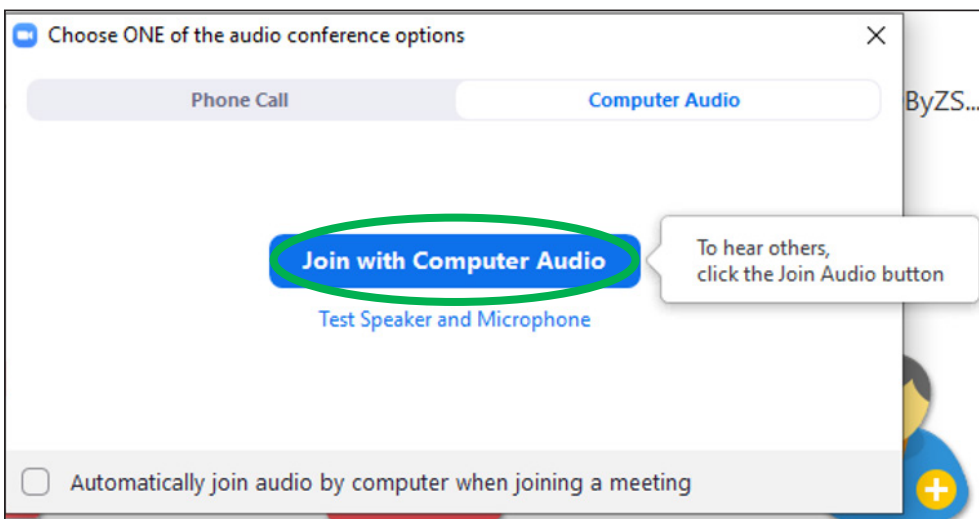 Choose ONE of the audio conference options
Phone Call
Computer Audio
ByZS...
Join with Computer Audio
To hear others,
click the Join Audio button
Test Speaker and Microphone
Automatically join audio by computer when joining a meeting